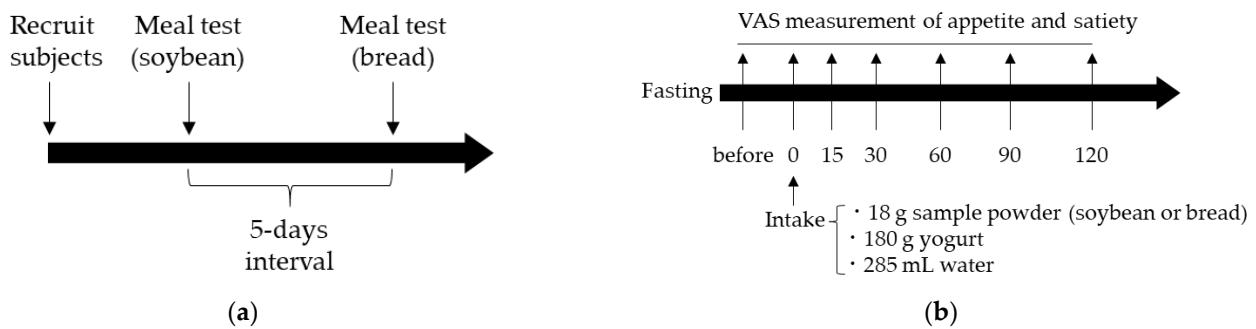 Recruit
subjects
Meal test
(soybean)
Meal test
(bread)
5-days
interval
(a)
VAS measurement of appetite and satiety
Fasting
before 0 15 30 60 90 120
Intake
・18 g sample powder (soybean or bread)
・180 g yogurt
・285 mL water
(b)